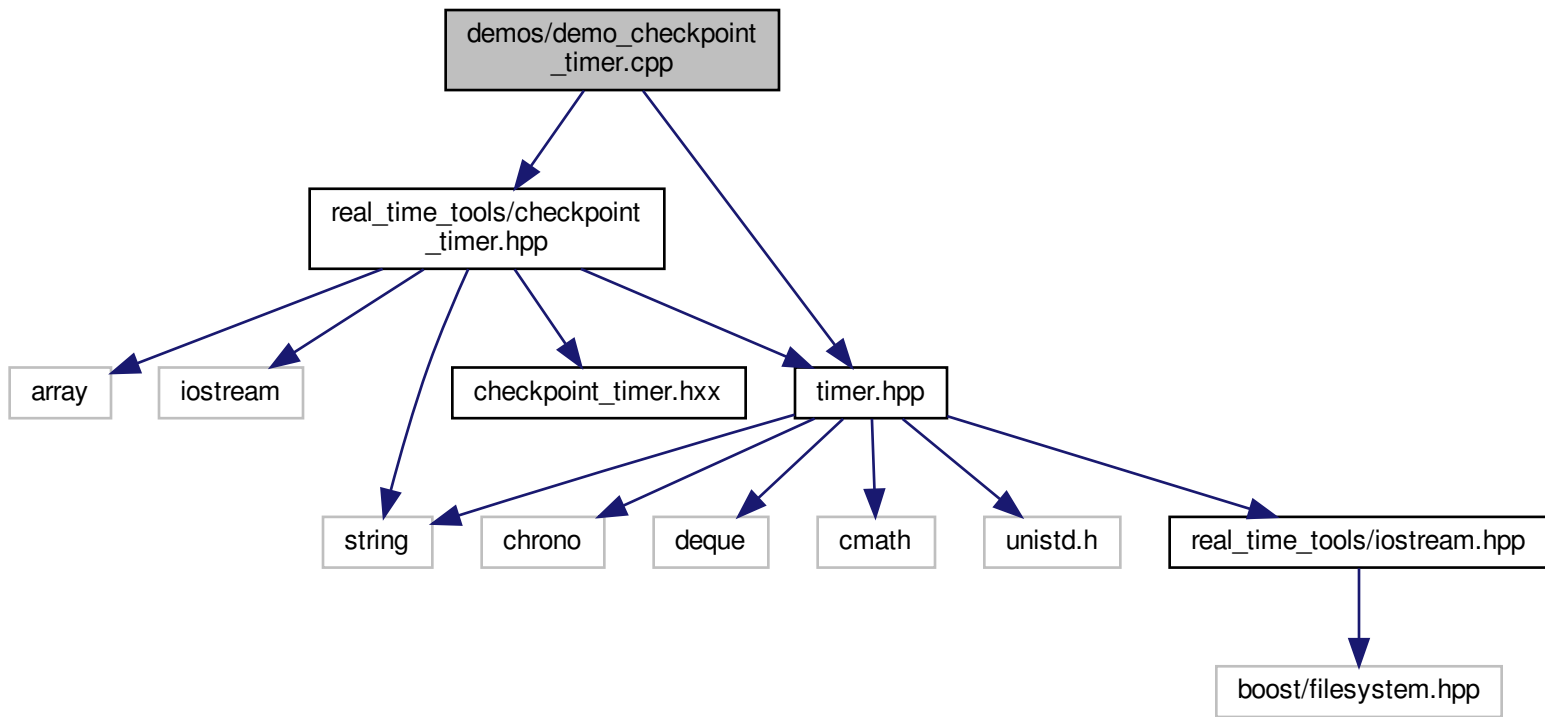 demos/demo_checkpoint
_timer.cpp
real_time_tools/checkpoint
_timer.hpp
array
iostream
checkpoint_timer.hxx
timer.hpp
string
chrono
deque
cmath
unistd.h
real_time_tools/iostream.hpp
boost/filesystem.hpp